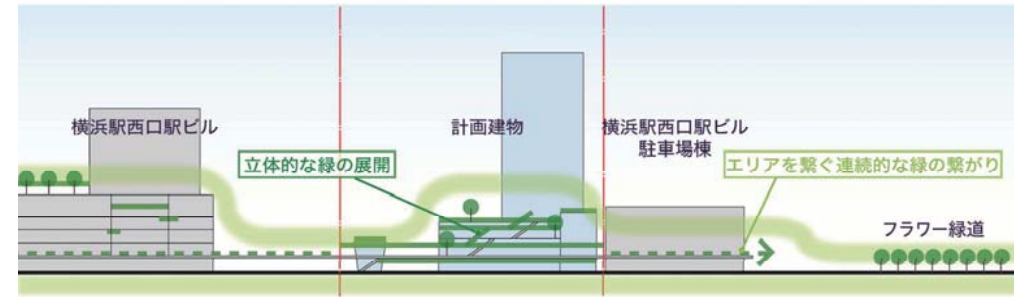 横浜駅西口駅ビル
計画建物
横浜駅西口駅ビル
駐車場棟
立体的な緑の展開
エリアを繋ぐ連続的な緑の繋がり
フラワー緑道